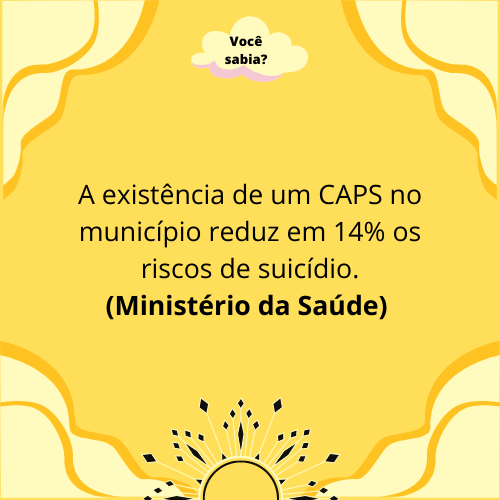 Você
sabia?
A existência de um CAPS no
município reduz em 14% os
riscos de suicídio.
(Ministério da Saúde)